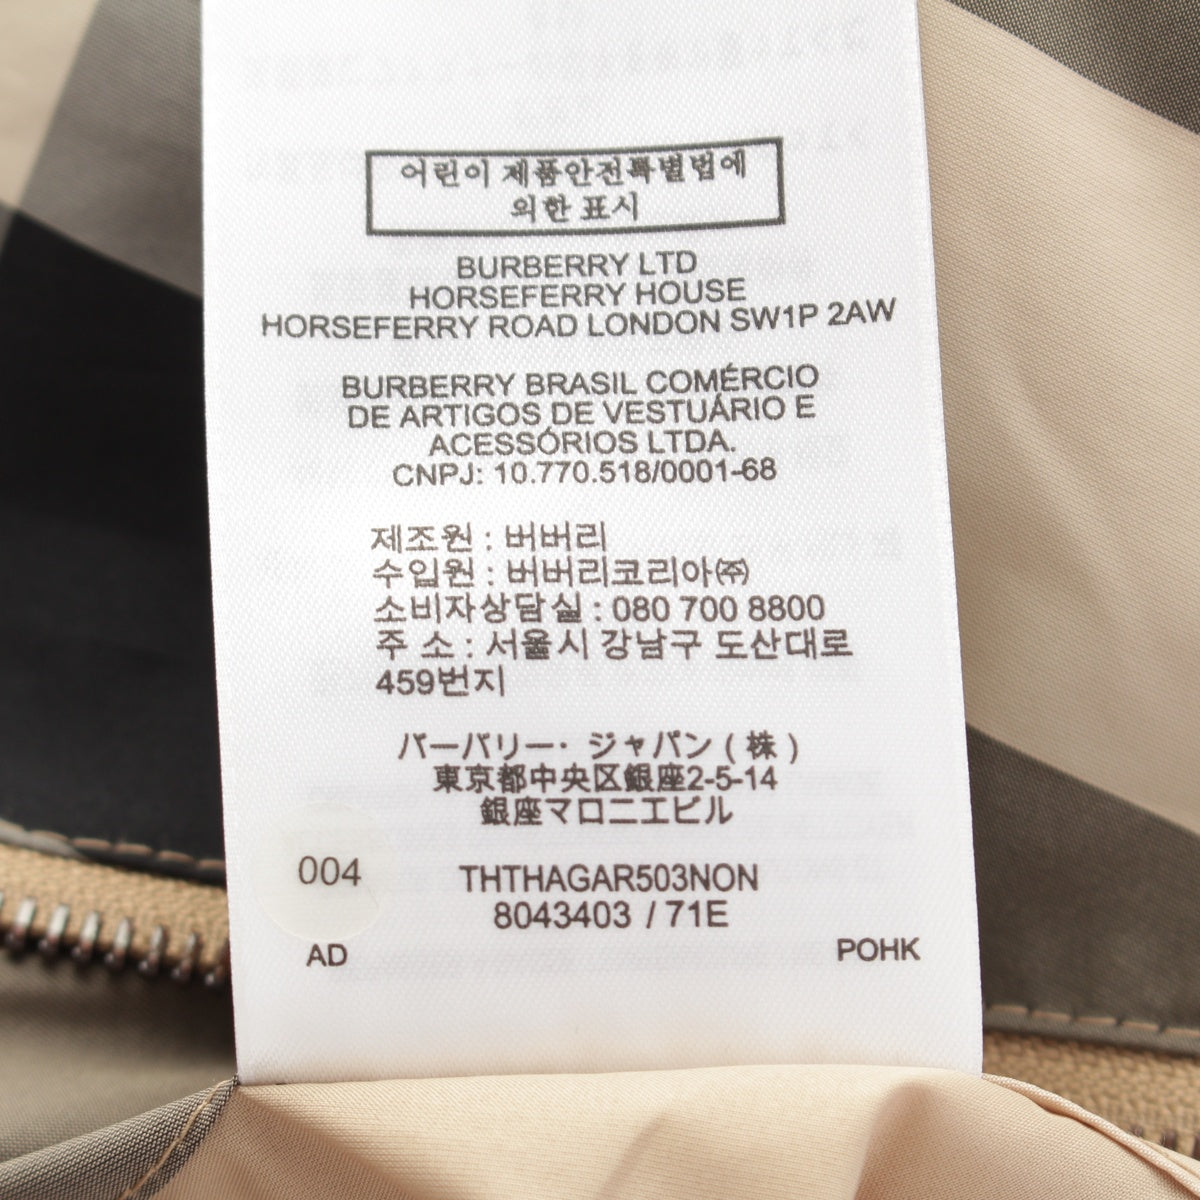 어린이 제품안전특별법에
의한 표시
BURBERRY LTD
HORSEFERRY HOUSE
HORSEFERRY ROAD LONDON SW1P 2AW
BURBERRY BRASIL COMÉRCIO
DE ARTIGOS DE VESTUÁRIO E
ACESSÓRIOS LTDA.
CNPJ: 10.770.518/0001-68
제조원 : 버버리
수입원 : 버버리코리아㈜
소비자상담실 : 080 700 8800
주 소 : 서울시 강남구 도산대로
459번지
バーバリー· ジャパン ( 株 )
東京都中央区銀座2-5-14
銀座マロニエビル
004
THTHAGAR503NON
8043403 / 71E
AD
POHK